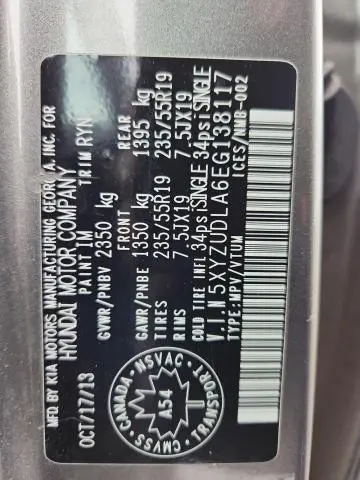 MFD.BY KIA MOTORS MANUFACTURING GEORGIA, INC. FOR
HYUNDAI MOTOR COMPANY
OCT/17/13 PAINT IM TRIM RYN
GVWR/PNBV 2350 kg
FRONT REAR
GAWR/PNBE 1350 kg 1395 kg
TIRES 235/55R19 235/55R19
RIMS 7.5JX19 7.5JX19
COLD TIRE INFL 34psiSINGLE 34psiSINGLE
V.I.N 5XYZUDLA6EG138117
TYPE:MPV/VTUM ICES/NMB-002
CMVSS · CANADA · NSVAC · TRANSPORT ·
A54